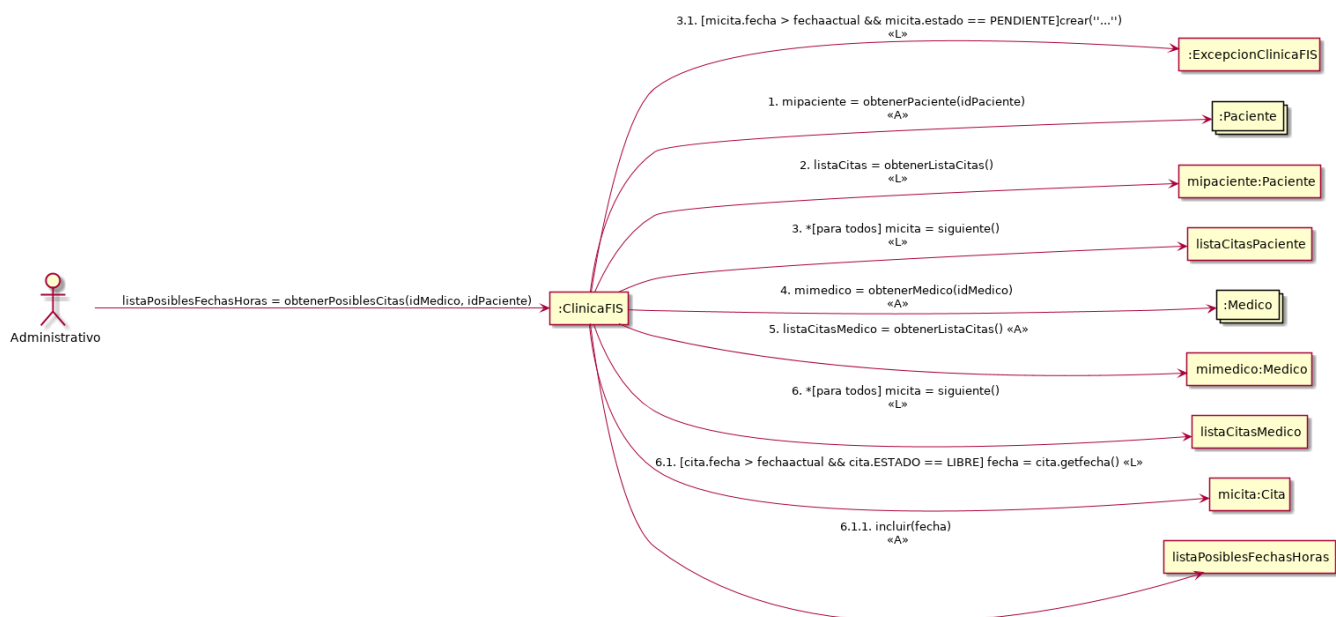 3.1. [micita.fecha > fechaactual && micita.estado == PENDIENTE]crear(''...'')
«L»
:ExcepcionClinicaFIS
1. mipaciente = obtenerPaciente(idPaciente)
«A»
:Paciente
2. listaCitas = obtenerListaCitas()
«L»
mipaciente:Paciente
3. *[para todos] micita = siguiente()
«L»
listaCitasPaciente
Administrativo
listaPosiblesFechasHoras = obtenerPosiblesCitas(idMedico, idPaciente)
:ClinicaFIS
4. mimedico = obtenerMedico(idMedico)
«A»
:Medico
5. listaCitasMedico = obtenerListaCitas() «A»
mimedico:Medico
6. *[para todos] micita = siguiente()
«L»
listaCitasMedico
6.1. [cita.fecha > fechaactual && cita.ESTADO == LIBRE] fecha = cita.getfecha() «L»
micita:Cita
6.1.1. incluir(fecha)
«A»
listaPosiblesFechasHoras